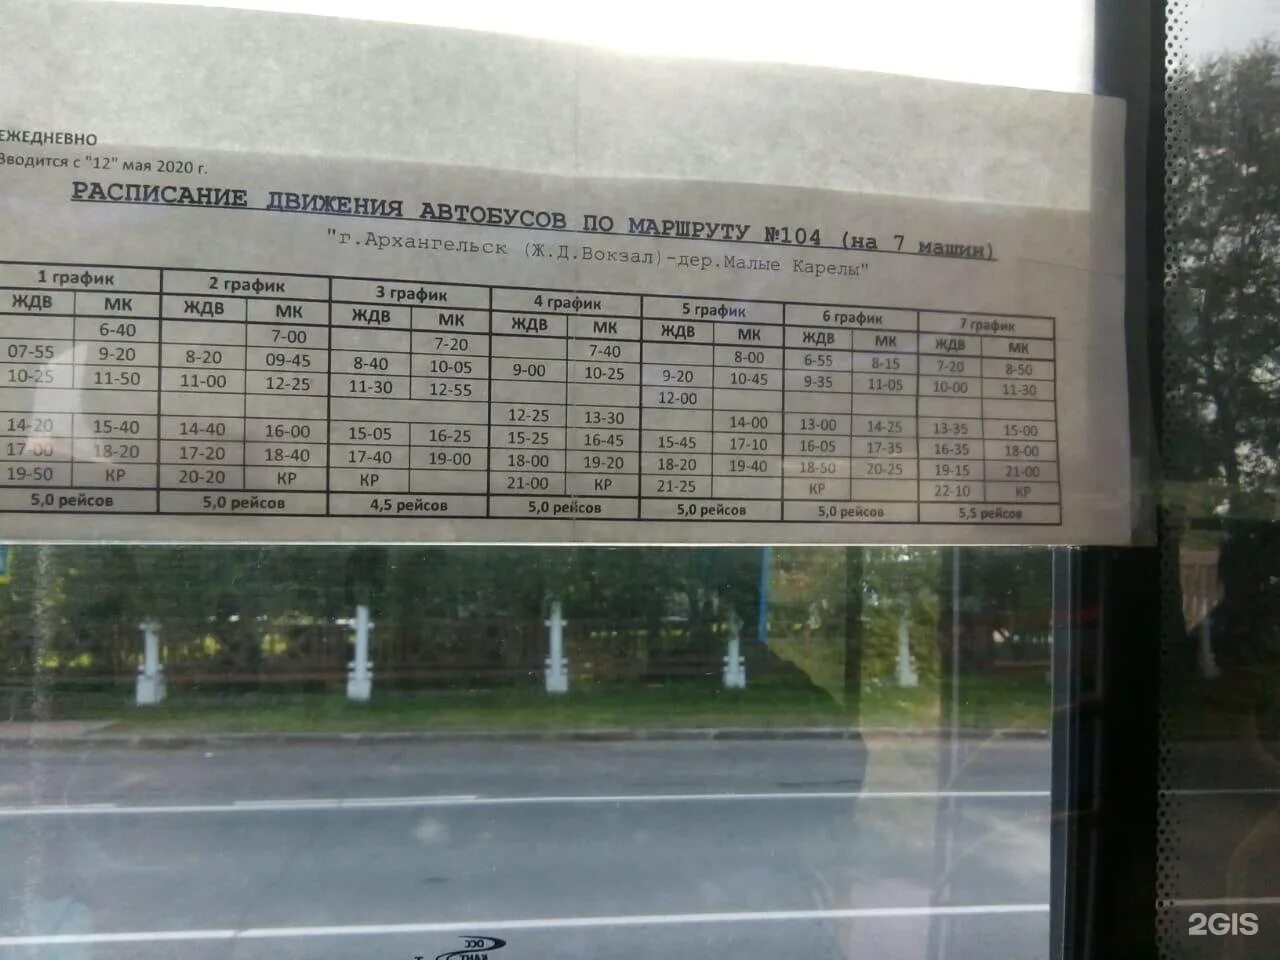 ЕЖЕДНЕВНО
Вводится с "12" мая 2020 г.
РАСПИСАНИЕ ДВИЖЕНИЯ АВТОБУСОВ ПО МАРШРУТУ №104 (на 7 машин)
"г.Архангельск (Ж.Д.Вокзал)-дер.Малые Карелы"
1 график 2 график 3 график 4 график 5 график 6 график 7 график
ЖДВ МК ЖДВ МК ЖДВ МК ЖДВ МК ЖДВ МК ЖДВ МК ЖДВ МК
6-40 7-00 7-20 7-40 8-00 6-55 8-15 7-20 8-50
07-55 9-20 8-20 09-45 8-40 10-05 9-00 10-25 9-20 10-45 9-35 11-05 10-00 11-30
10-25 11-50 11-00 12-25 11-30 12-55 12-00
12-25 13-30 14-00 13-00 14-25 13-35 15-00
14-20 15-40 14-40 16-00 15-05 16-25 15-25 16-45 15-45 17-10 16-05 17-35 16-35 18-00
17-00 18-20 17-20 18-40 17-40 19-00 18-00 19-20 18-20 19-40 18-50 20-25 19-15 21-00
19-50 КР 20-20 КР КР 21-00 КР 21-25 КР 22-10 КР
5,0 рейсов 5,0 рейсов 4,5 рейсов 5,0 рейсов 5,0 рейсов 5,0 рейсов 5,5 рейсов
2GIS